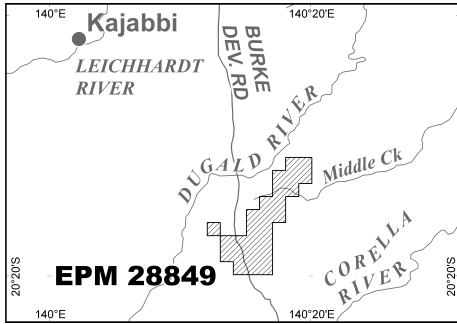 140°E
140°20'E
Kajabbi
LEICHHARDT
RIVER
BURKE
DEV. RD
DUGALD RIVER
Middle Ck
CORELLA
RIVER
20°20'S
EPM 28849
20°20'S
140°E
140°20'E